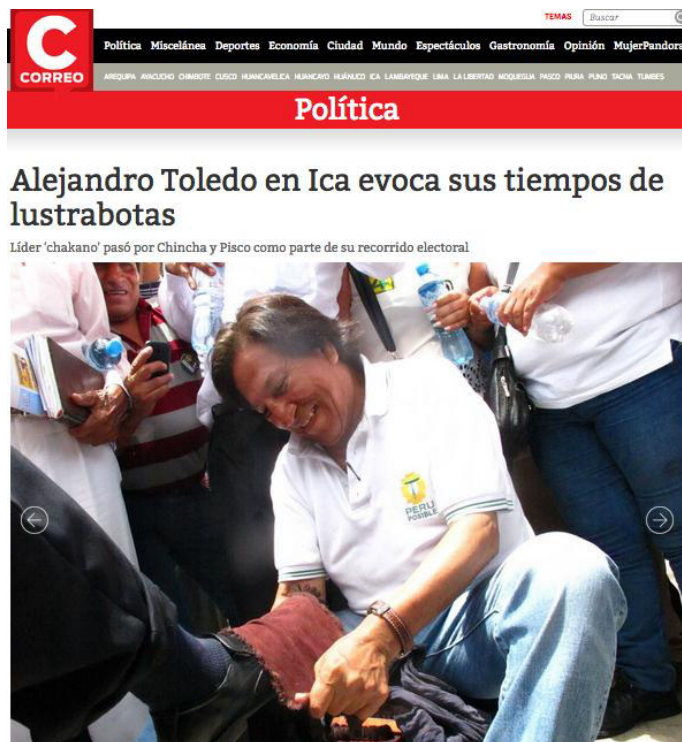 TEMAS Buscar
C
CORREO
Política Miscelánea Deportes Economía Ciudad Mundo Espectáculos Gastronomía Opinión MujerPandora
AREQUIPA AYACUCHO CHIMBOTE CUSCO HUANCAVELICA HUANCAYO HUÁNUCO ICA LAMBAYEQUE LIMA LA LIBERTAD MOQUEGUA PASCO PIURA PUNO TACNA TUMBES
Política
Alejandro Toledo en Ica evoca sus tiempos de
lustrabotas
Líder 'chakano' pasó por Chincha y Pisco como parte de su recorrido electoral
PERU
POSIBLE